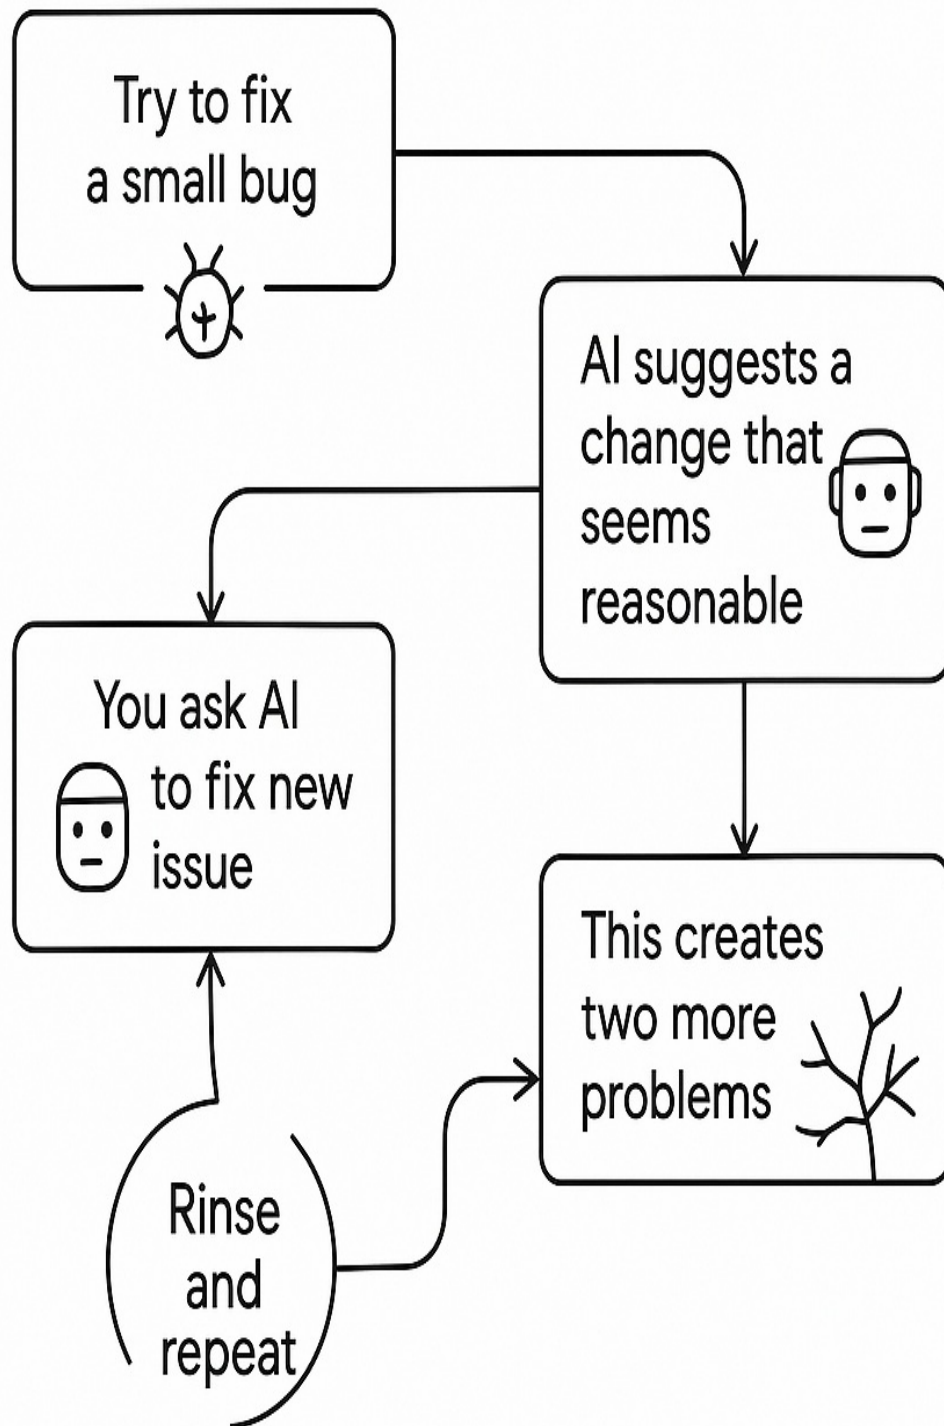 Try to fix
a small bug
AI suggests a
change that
seems
reasonable
You ask AI
to fix new
issue
This creates
two more
problems
Rinse
and
repeat